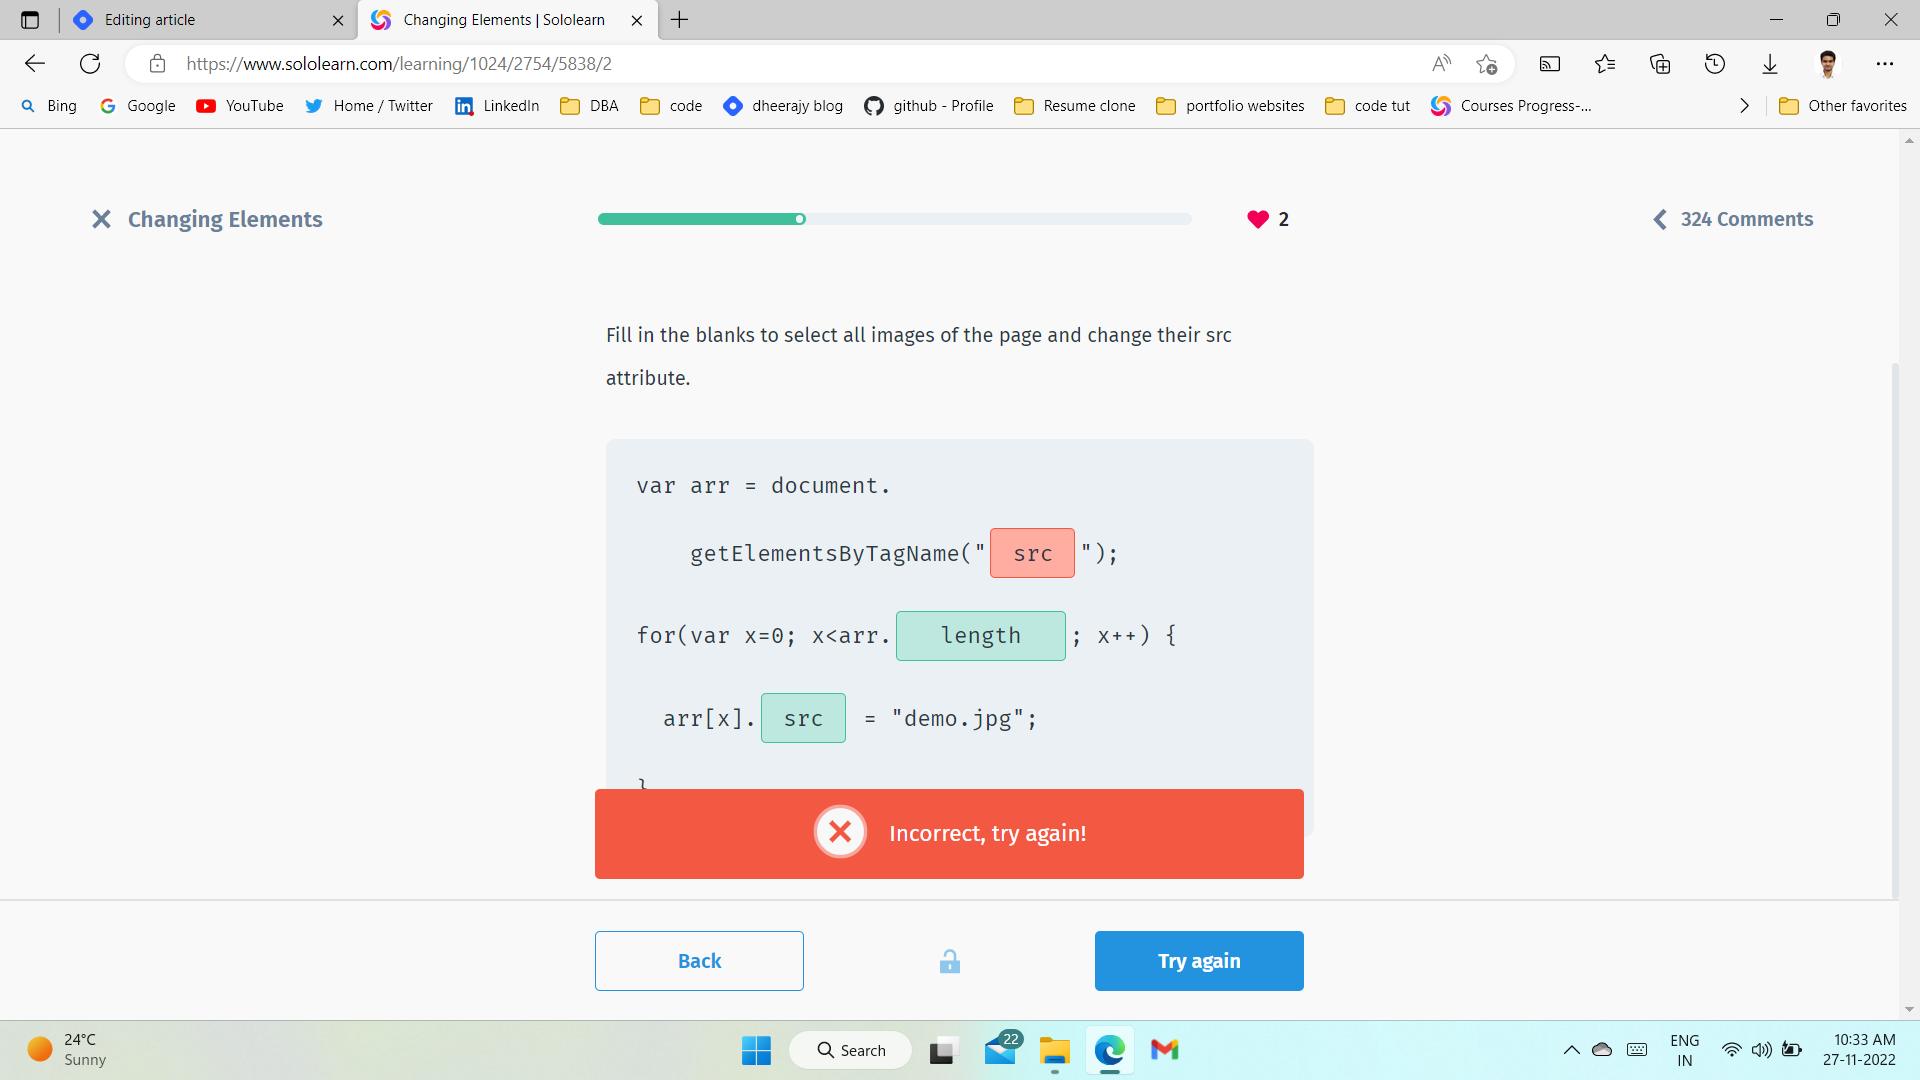 Editing article
Changing Elements | Sololearn
https://www.sololearn.com/learning/1024/2754/5838/2
Bing Google YouTube Home / Twitter LinkedIn DBA code dheerajy blog github - Profile Resume clone portfolio websites code tut Courses Progress-... Other favorites
Changing Elements
2
324 Comments
Fill in the blanks to select all images of the page and change their src
attribute.
var arr = document.
getElementsByTagName("src");
for(var x=0; x<arr.length; x++) {
arr[x].src = "demo.jpg";
}
Incorrect, try again!
Back
Try again
24°C
Sunny
Search
22
ENG
IN
10:33 AM
27-11-2022